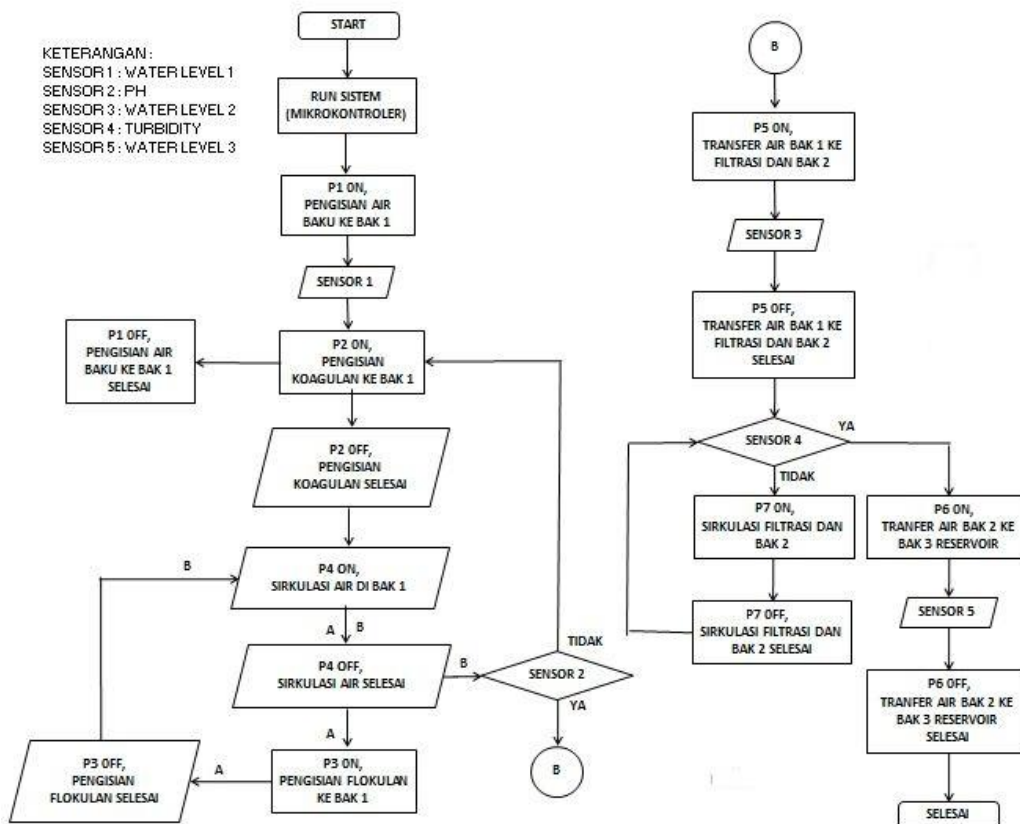 START
KETERANGAN :
SENSOR 1 : WATER LEVEL 1
SENSOR 2 : PH
SENSOR 3 : WATER LEVEL 2
SENSOR 4 : TURBIDITY
SENSOR 5 : WATER LEVEL 3
RUN SISTEM
(MIKROKONTROLER)
P1 ON,
PENGISIAN AIR
BAKU KE BAK 1
SENSOR 1
P1 OFF,
PENGISIAN AIR
BAKU KE BAK 1
SELESAI
P2 ON,
PENGISIAN
KOAGULAN KE BAK 1
P2 OFF,
PENGISIAN
KOAGULAN SELESAI
B
P4 ON,
SIRKULASI AIR DI BAK 1
A
B
P4 OFF,
SIRKULASI AIR SELESAI
B
TIDAK
SENSOR 2
YA
A
P3 OFF,
PENGISIAN
FLOKULAN SELESAI
A
P3 ON,
PENGISIAN FLOKULAN
KE BAK 1
B
B
P5 ON,
TRANSFER AIR BAK 1 KE
FILTRASI DAN BAK 2
SENSOR 3
P5 OFF,
TRANSFER AIR BAK 1 KE
FILTRASI DAN BAK 2
SELESAI
SENSOR 4
YA
TIDAK
P7 ON,
SIRKULASI FILTRASI DAN
BAK 2
P7 OFF,
SIRKULASI FILTRASI DAN
BAK 2 SELESAI
P6 ON,
TRANFER AIR BAK 2 KE
BAK 3 RESERVOIR
SENSOR 5
P6 OFF,
TRANFER AIR BAK 2 KE
BAK 3 RESERVOIR
SELESAI
SELESAI